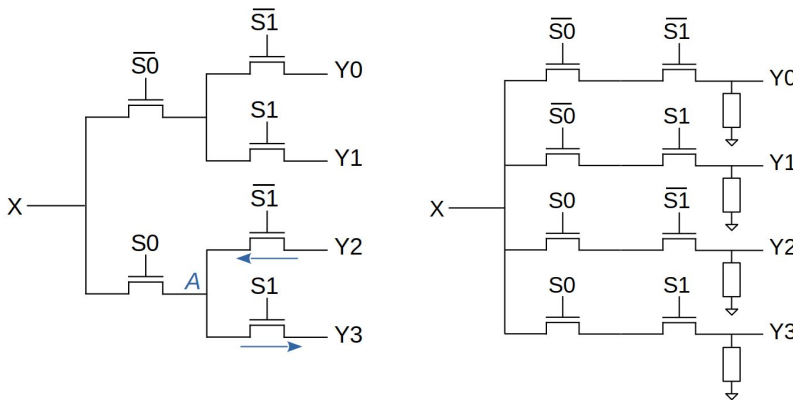 S̅1̅
S̅0̅
Y0
S1
Y1
X
S̅1̅
S0
Y2
A
S1
Y3
S̅0̅ S̅1̅
Y0
S̅0̅ S1
Y1
X
S0 S̅1̅
Y2
S0 S1
Y3